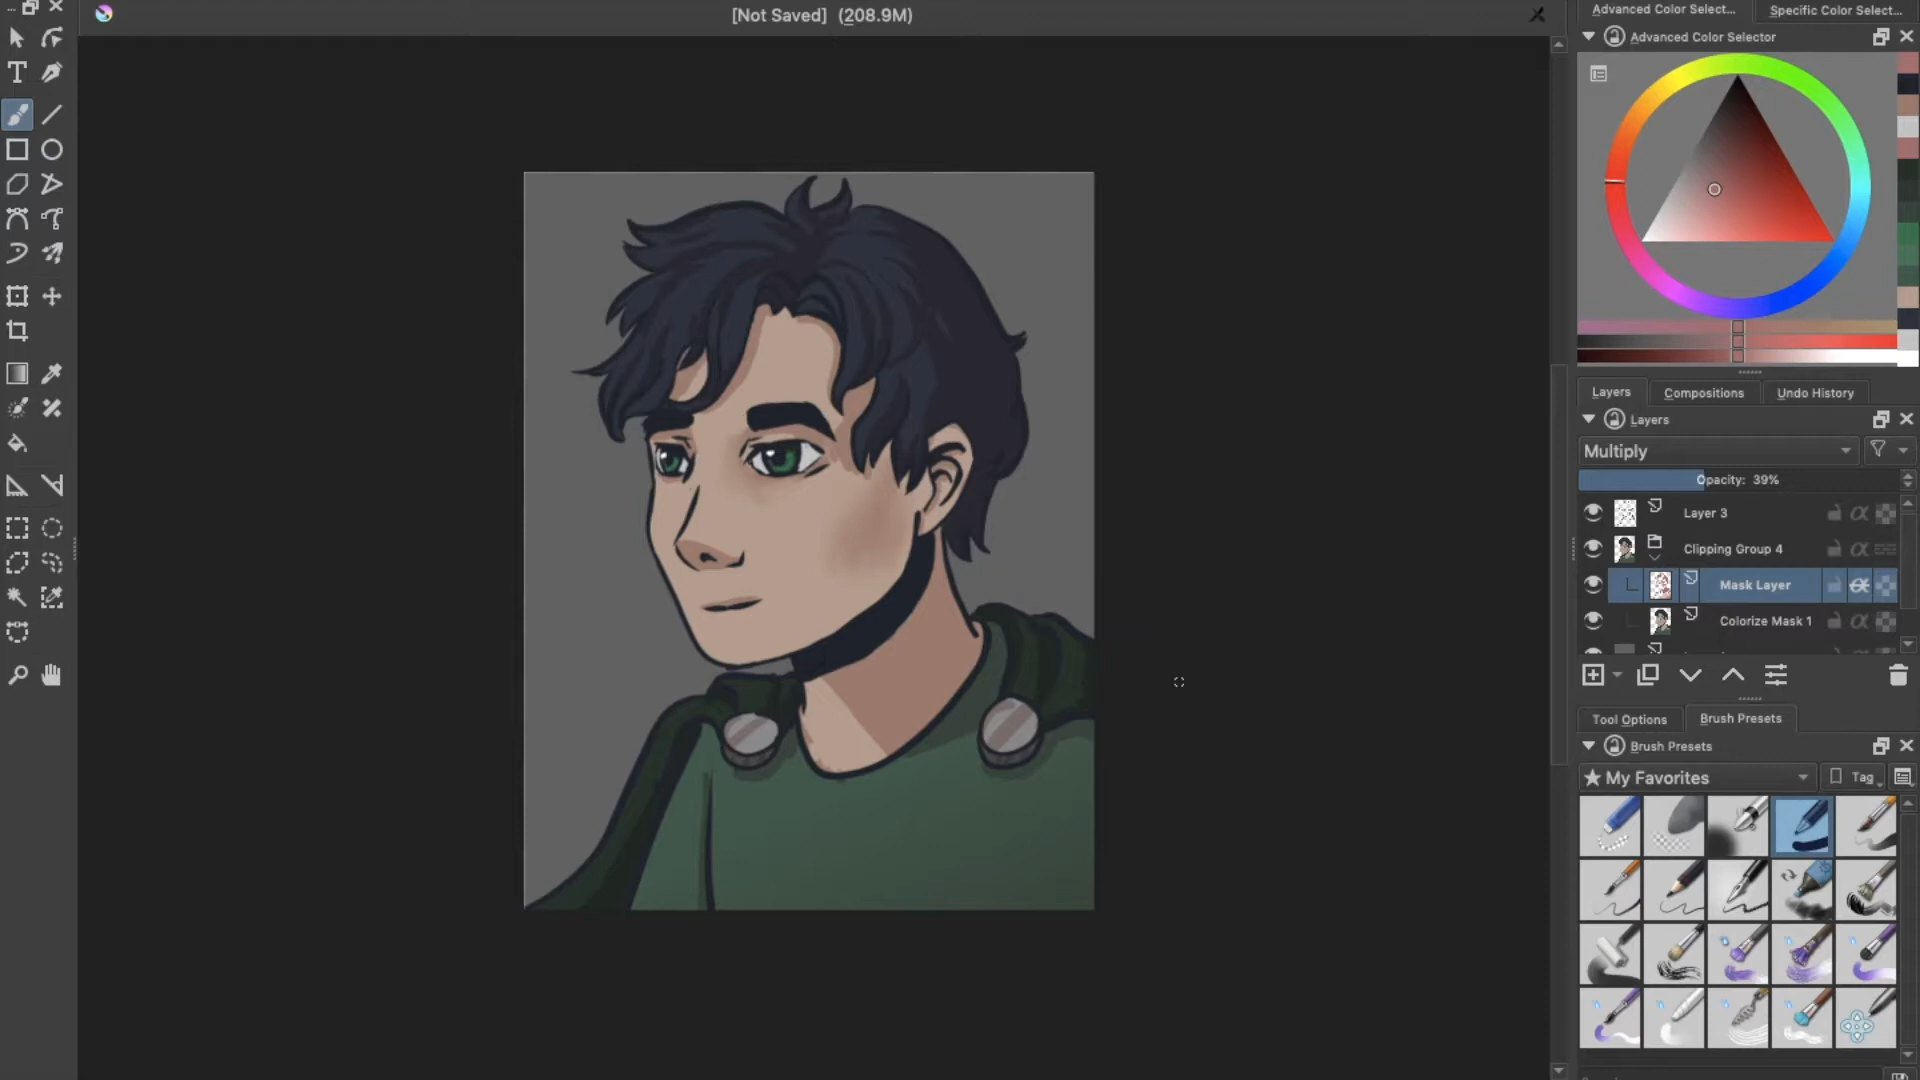 [Not Saved] (208.9M)
Advanced Color Select...
Specific Color Select...
Advanced Color Selector
Layers
Compositions
Undo History
Layers
Multiply
Opacity: 39%
Layer 3
Clipping Group 4
Mask Layer
Colorize Mask 1
Tool Options
Brush Presets
Brush Presets
★ My Favorites
Tag